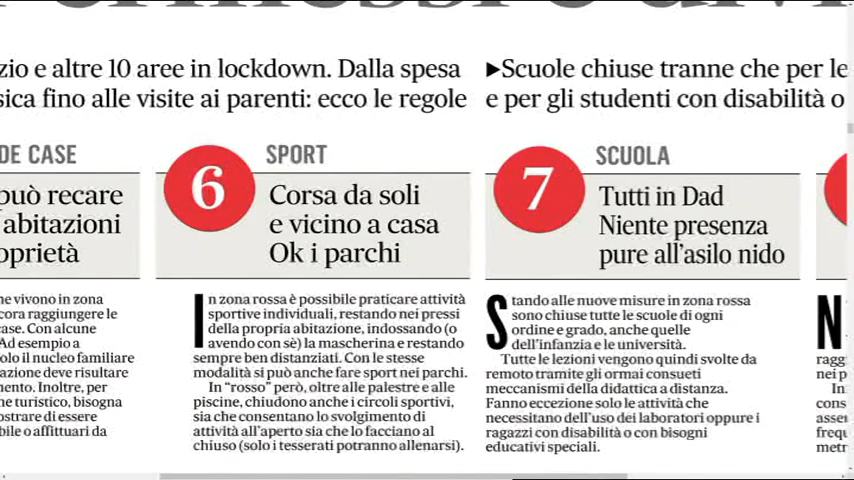 zio e altre 10 aree in lockdown. Dalla spesa
sica fino alle visite ai parenti: ecco le regole
▶Scuole chiuse tranne che per le
e per gli studenti con disabilità o
DE CASE
può recare
abitazioni
oprietà
ne vivono in zona
cora raggiungere le
case. Con alcune
Ad esempio a
olo il nucleo familiare
azione deve risultare
mento. Inoltre, per
ne turistico, bisogna
ostrare di essere
bile o affittuari da
6
SPORT
Corsa da soli
e vicino a casa
Ok i parchi
In zona rossa è possibile praticare attività
sportive individuali, restando nei pressi
della propria abitazione, indossando (o
avendo con sè) la mascherina e restando
sempre ben distanziati. Con le stesse
modalità si può anche fare sport nei parchi.
In “rosso” però, oltre alle palestre e alle
piscine, chiudono anche i circoli sportivi,
sia che consentano lo svolgimento di
attività all’aperto sia che lo facciano al
chiuso (solo i tesserati potranno allenarsi).
7
SCUOLA
Tutti in Dad
Niente presenza
pure all’asilo nido
Stando alle nuove misure in zona rossa
sono chiuse tutte le scuole di ogni
ordine e grado, anche quelle
dell’infanzia e le università.
Tutte le lezioni vengono quindi svolte da
remoto tramite gli ormai consueti
meccanismi della didattica a distanza.
Fanno eccezione solo le attività che
necessitano dell’uso dei laboratori oppure i
ragazzi con disabilità o con bisogni
educativi speciali.
N
ragg
nei p
In
cons
asse
frequ
metr